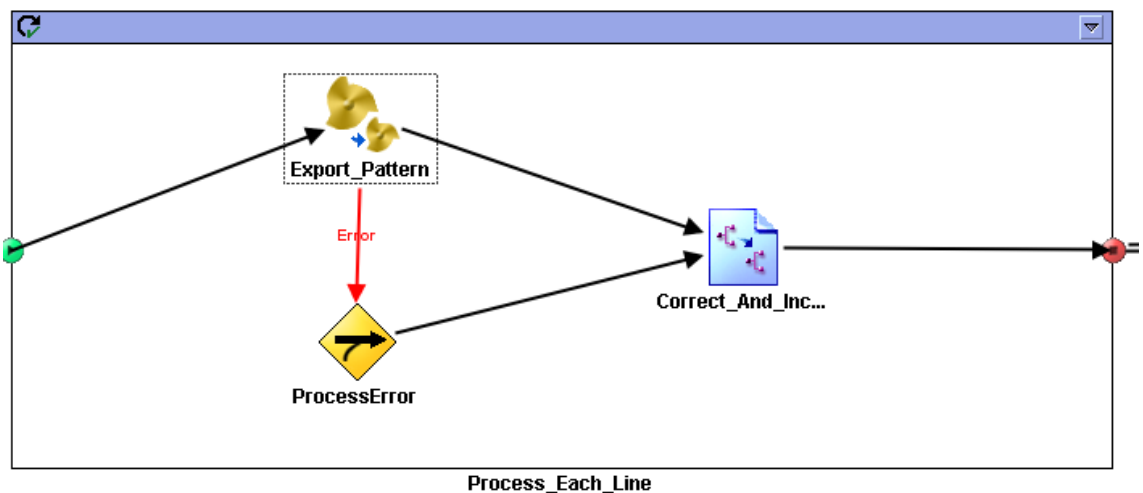 Export_Pattern
Error
Correct_And_Inc...
ProcessError
Process_Each_Line